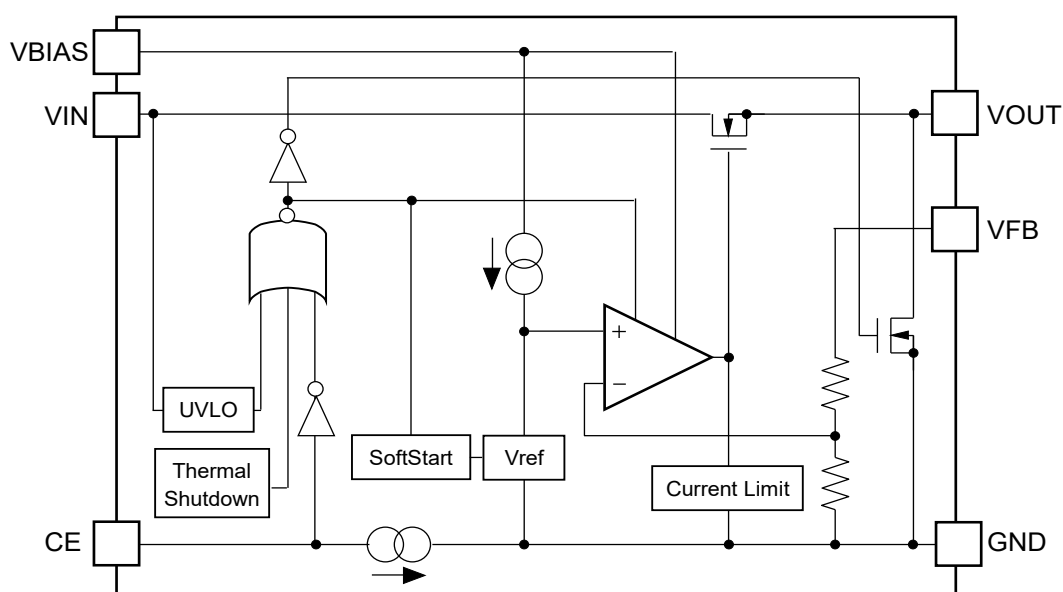 VBIAS
VIN
VOUT
VFB
+
−
UVLO
Thermal
Shutdown
SoftStart
Vref
Current Limit
CE
GND